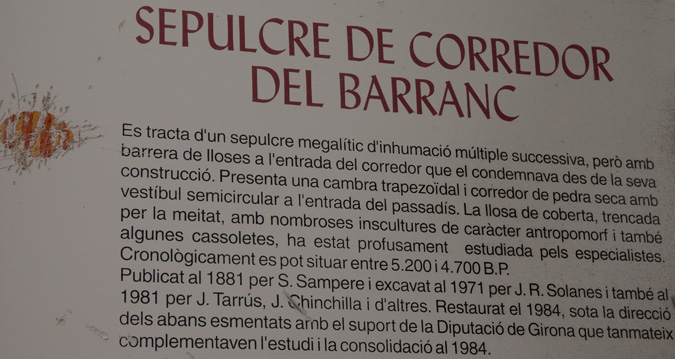 SEPULCRE DE CORREDOR
DEL BARRANC
Es tracta d'un sepulcre megalític d'inhumació múltiple successiva, però amb
barrera de lloses a l'entrada del corredor que el condemnava des de la seva
construcció. Presenta una cambra trapezoïdal i corredor de pedra seca amb
vestíbul semicircular a l'entrada del passadís. La llosa de coberta, trencada
per la meitat, amb nombroses inscultures de caràcter antropomorf i també
algunes cassoletes, ha estat profusament estudiada pels especialistes.
Cronològicament es pot situar entre 5.200 i 4.700 B.P.
Publicat al 1881 per S. Sampere i excavat al 1971 per J. R. Solanes i també al
1981 per J. Tarrús, J. Chinchilla i d'altres. Restaurat el 1984, sota la direcció
dels abans esmentats amb el suport de la Diputació de Girona que tanmateix
complementaven l'estudi i la consolidació al 1984.